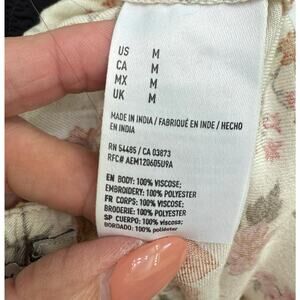 US M
CA M
MX M
UK M
MADE IN INDIA / FABRIQUÉ EN INDE / HECHO
EN INDIA
RN 54485 / CA 03873
RFC# AEM120605U9A
EN BODY: 100% VISCOSE;
EMBROIDERY: 100% POLYESTER
FR CORPS: 100% VISCOSE;
BRODERIE: 100% POLYESTER
SP CUERPO: 100% viscosa;
BORDADO: 100% poliéster